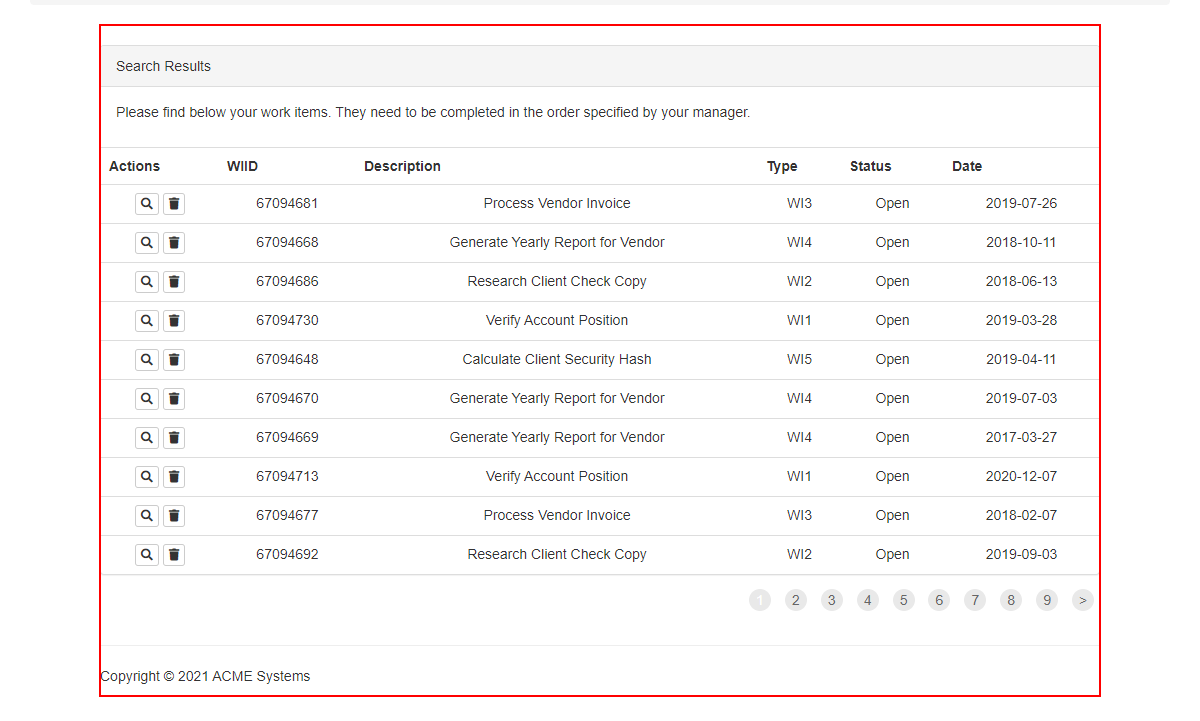 Search Results
Please find below your work items. They need to be completed in the order specified by your manager.
Actions WIID Description Type Status Date
67094681 Process Vendor Invoice WI3 Open 2019-07-26
67094668 Generate Yearly Report for Vendor WI4 Open 2018-10-11
67094686 Research Client Check Copy WI2 Open 2018-06-13
67094730 Verify Account Position WI1 Open 2019-03-28
67094648 Calculate Client Security Hash WI5 Open 2019-04-11
67094670 Generate Yearly Report for Vendor WI4 Open 2019-07-03
67094669 Generate Yearly Report for Vendor WI4 Open 2017-03-27
67094713 Verify Account Position WI1 Open 2020-12-07
67094677 Process Vendor Invoice WI3 Open 2018-02-07
67094692 Research Client Check Copy WI2 Open 2019-09-03
1 2 3 4 5 6 7 8 9 >
Copyright © 2021 ACME Systems